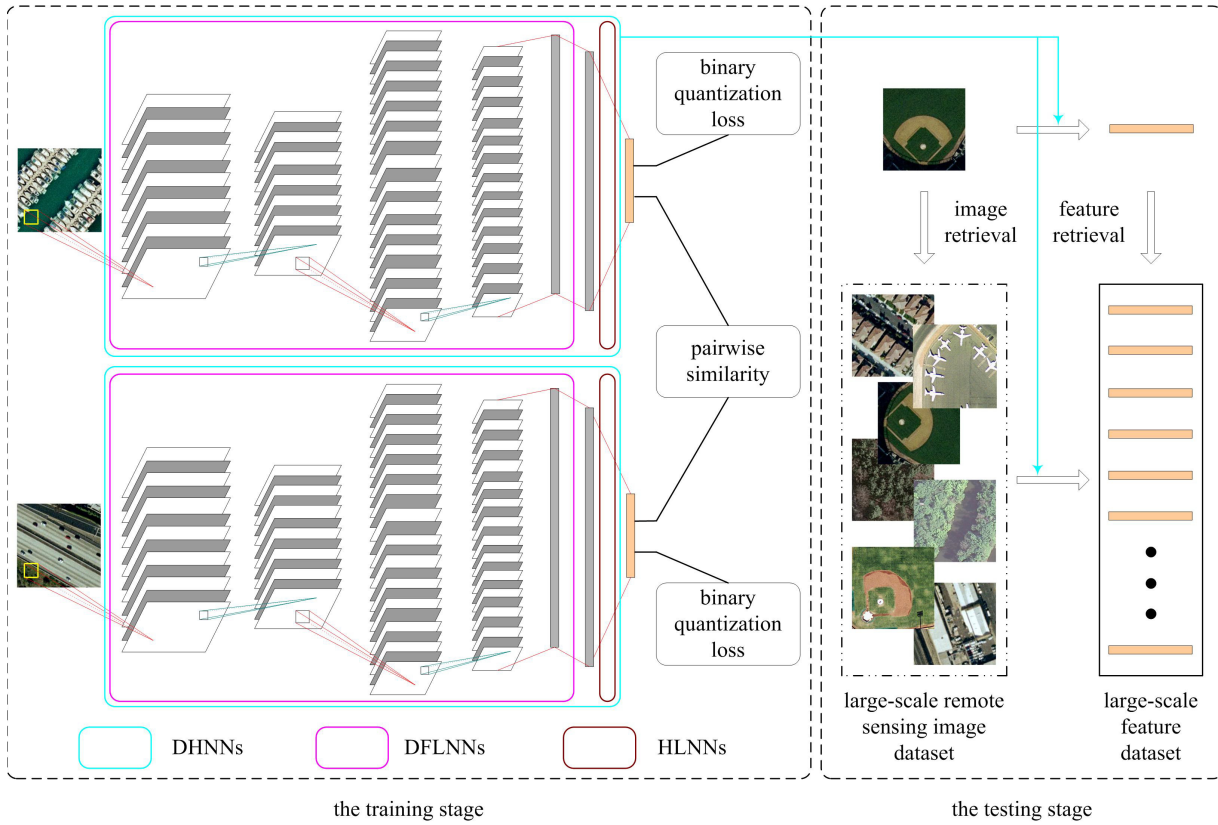 binary
quantization
loss
pairwise
similarity
binary
quantization
loss
DHNNs
DFLNNs
HLNNs
the training stage
image
retrieval
feature
retrieval
large-scale remote
sensing image
dataset
large-scale
feature
dataset
the testing stage